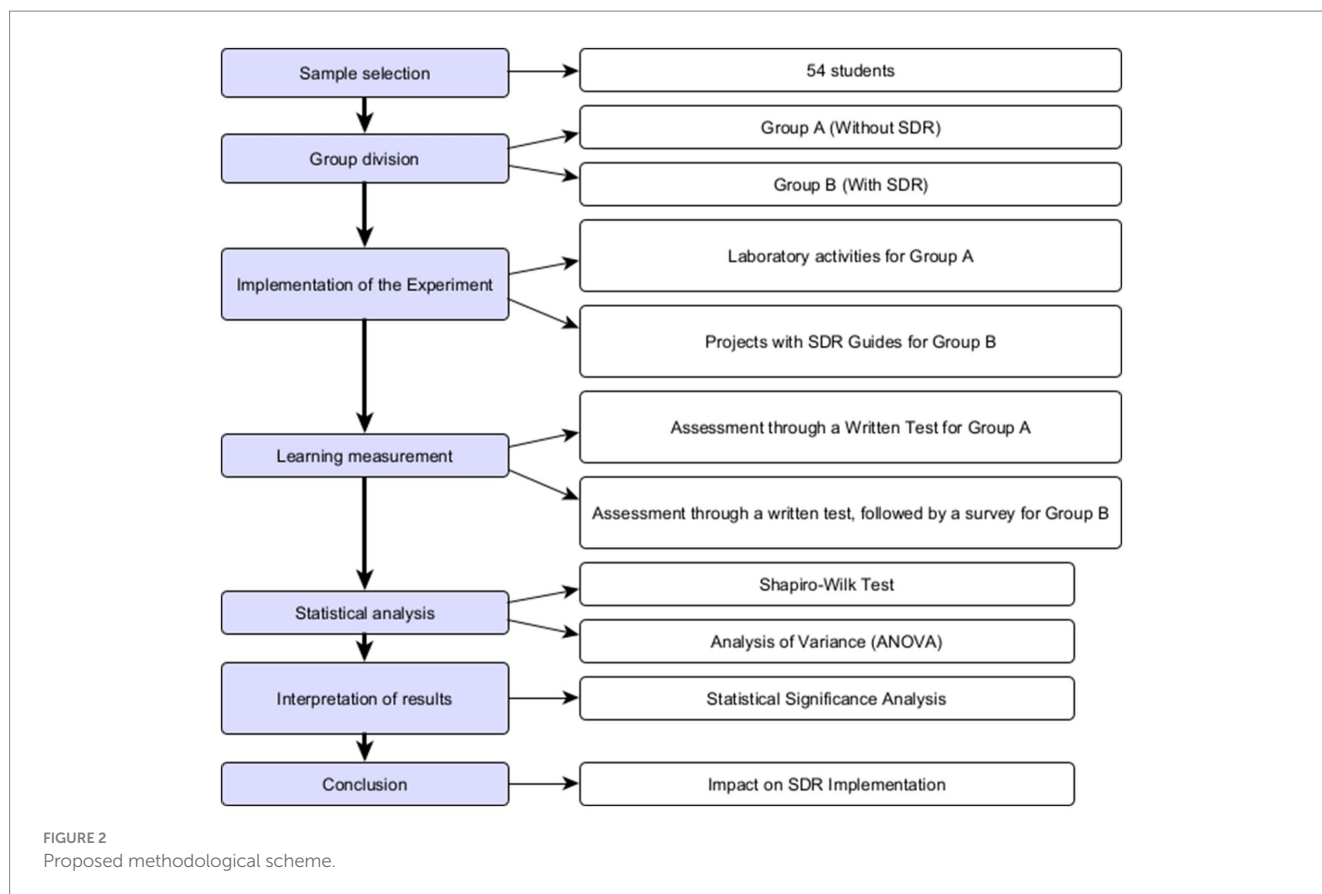 Sample selection
54 students
Group division
Group A (Without SDR)
Group B (With SDR)
Implementation of the Experiment
Laboratory activities for Group A
Projects with SDR Guides for Group B
Learning measurement
Assessment through a Written Test for Group A
Assessment through a written test, followed by a survey for Group B
Statistical analysis
Shapiro-Wilk Test
Analysis of Variance (ANOVA)
Interpretation of results
Statistical Significance Analysis
Conclusion
Impact on SDR Implementation
FIGURE 2
Proposed methodological scheme.